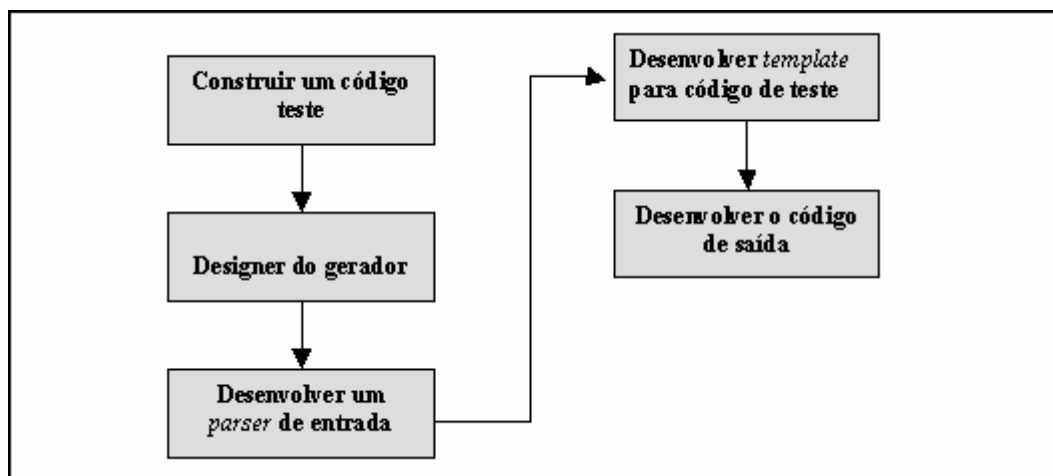 Construir um código
teste
Designer do gerador
Desenvolver um
parser de entrada
Desenvolver template
para código de teste
Desenvolver o código
de saída